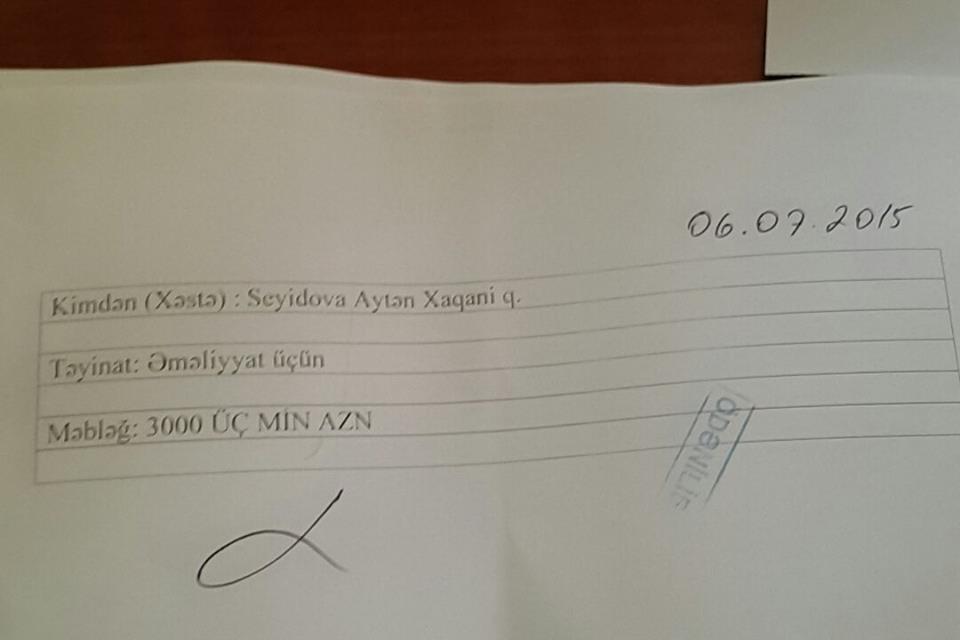 06.07.2015
Kimdən (Xəstə) : Seyidova Aytən Xaqani q.
Təyinat: Əməliyyat üçün
Məbləğ: 3000 ÜÇ MİN AZN
ÖDƏNİLİB